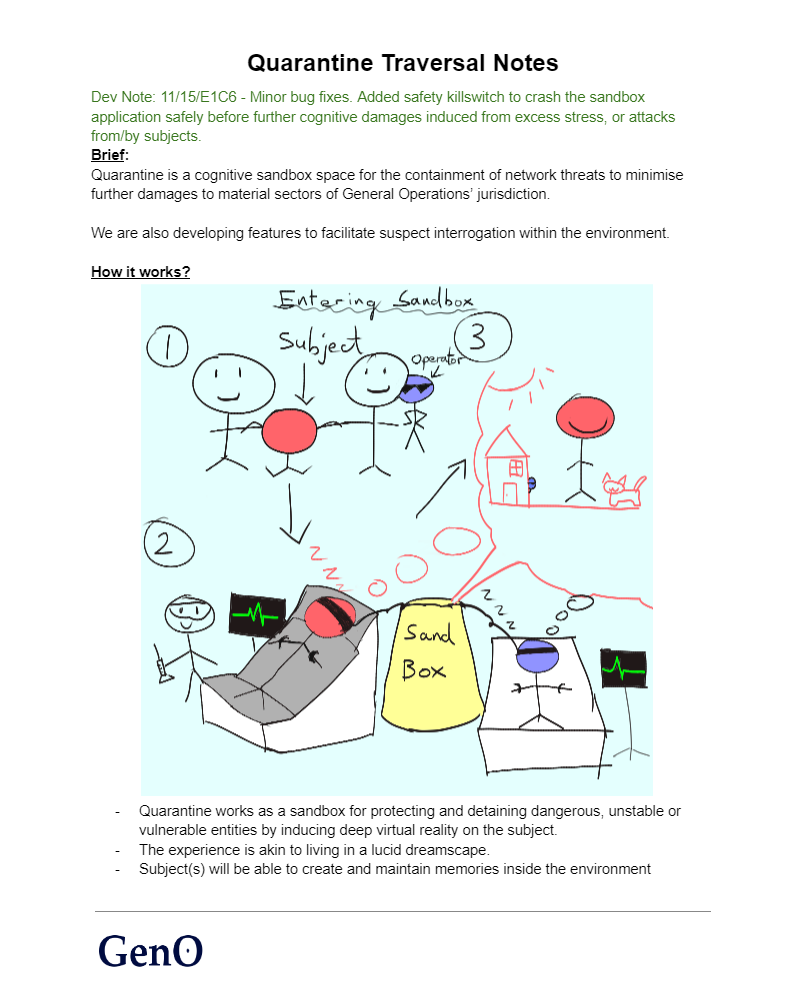 Quarantine Traversal Notes
Dev Note: 11/15/E1C6 - Minor bug fixes. Added safety killswitch to crash the sandbox
application safely before further cognitive damages induced from excess stress, or attacks
from/by subjects.
Brief:
Quarantine is a cognitive sandbox space for the containment of network threats to minimise
further damages to material sectors of General Operations' jurisdiction.
We are also developing features to facilitate suspect interrogation within the environment.
How it works?
Entering Sandbox
1
Subject
3
Operator
2
z z z
z z z
Sand
Box
- Quarantine works as a sandbox for protecting and detaining dangerous, unstable or
vulnerable entities by inducing deep virtual reality on the subject.
- The experience is akin to living in a lucid dreamscape.
- Subject(s) will be able to create and maintain memories inside the environment
GenO